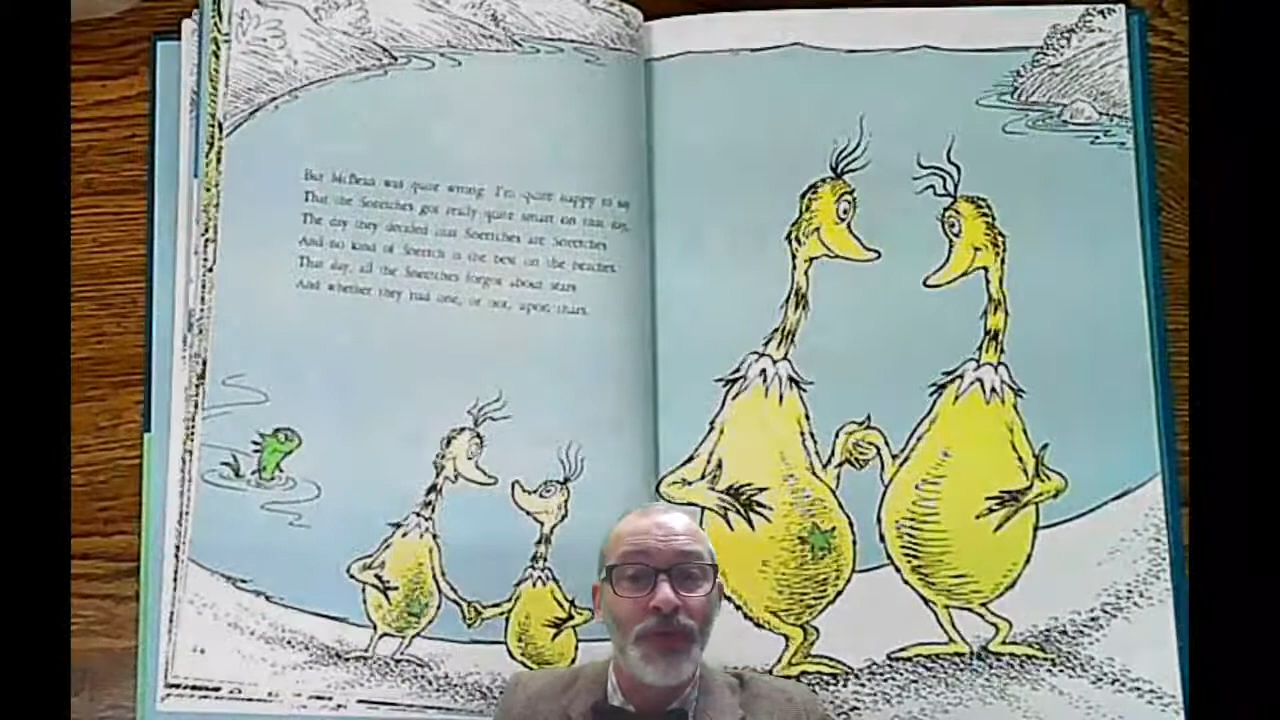 But McBean was quite wrong. I'm quite happy to say
That the Sneetches got really quite smart on that day,
The day they decided that Sneetches are Sneetches
And no kind of Sneetch is the best on the beaches.
That day, all the Sneetches forgot about stars
And whether they had one, or not, upon thars.
24